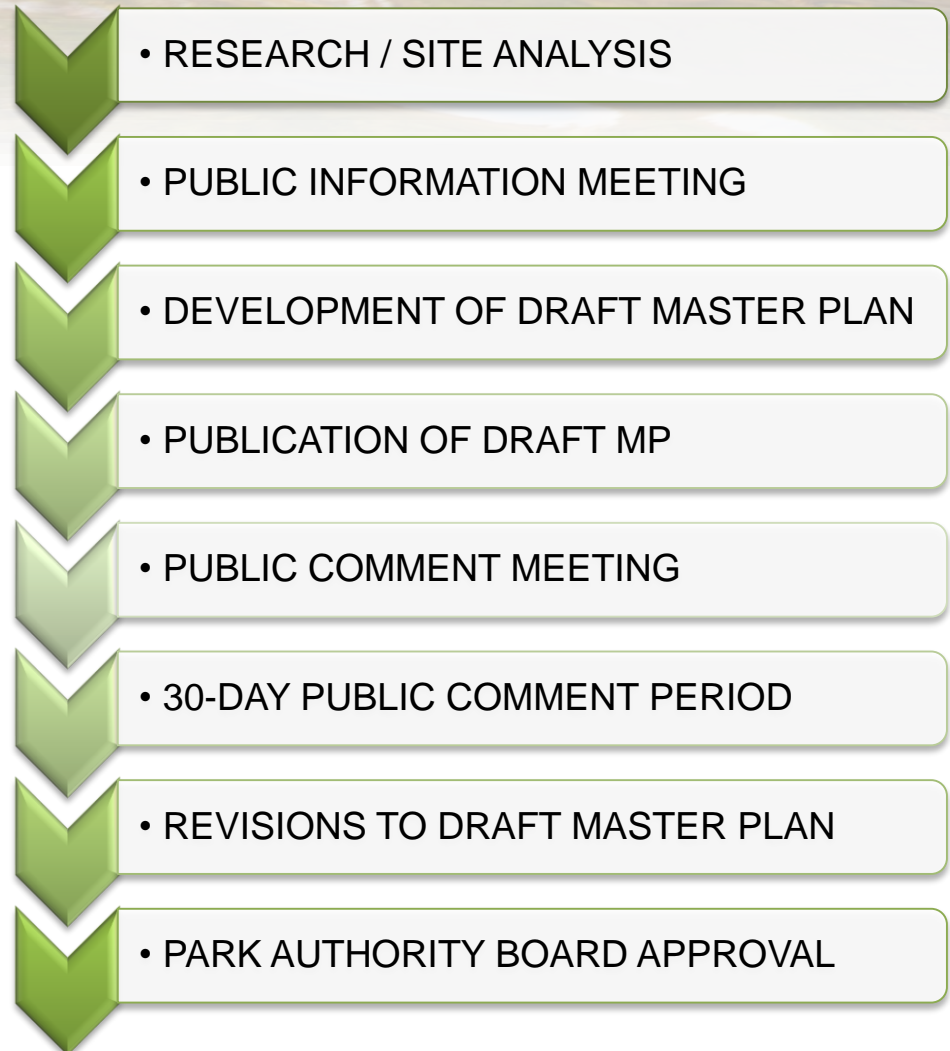 • RESEARCH / SITE ANALYSIS
• PUBLIC INFORMATION MEETING
• DEVELOPMENT OF DRAFT MASTER PLAN
• PUBLICATION OF DRAFT MP
• PUBLIC COMMENT MEETING
• 30-DAY PUBLIC COMMENT PERIOD
• REVISIONS TO DRAFT MASTER PLAN
• PARK AUTHORITY BOARD APPROVAL